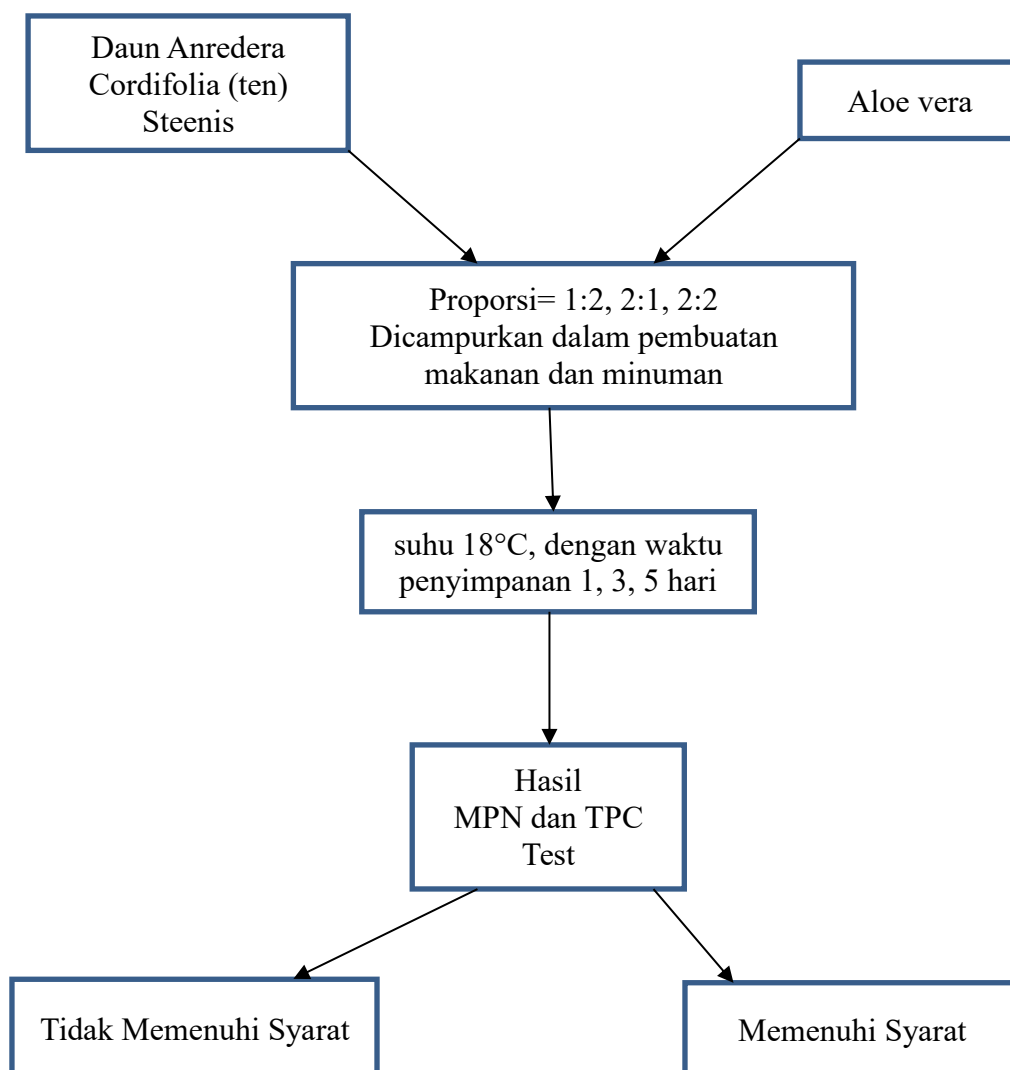 Daun Anredera
Cordifolia (ten)
Steenis
Aloe vera
Proporsi= 1:2, 2:1, 2:2
Dicampurkan dalam pembuatan
makanan dan minuman
suhu 18°C, dengan waktu
penyimpanan 1, 3, 5 hari
Hasil
MPN dan TPC
Test
Tidak Memenuhi Syarat
Memenuhi Syarat